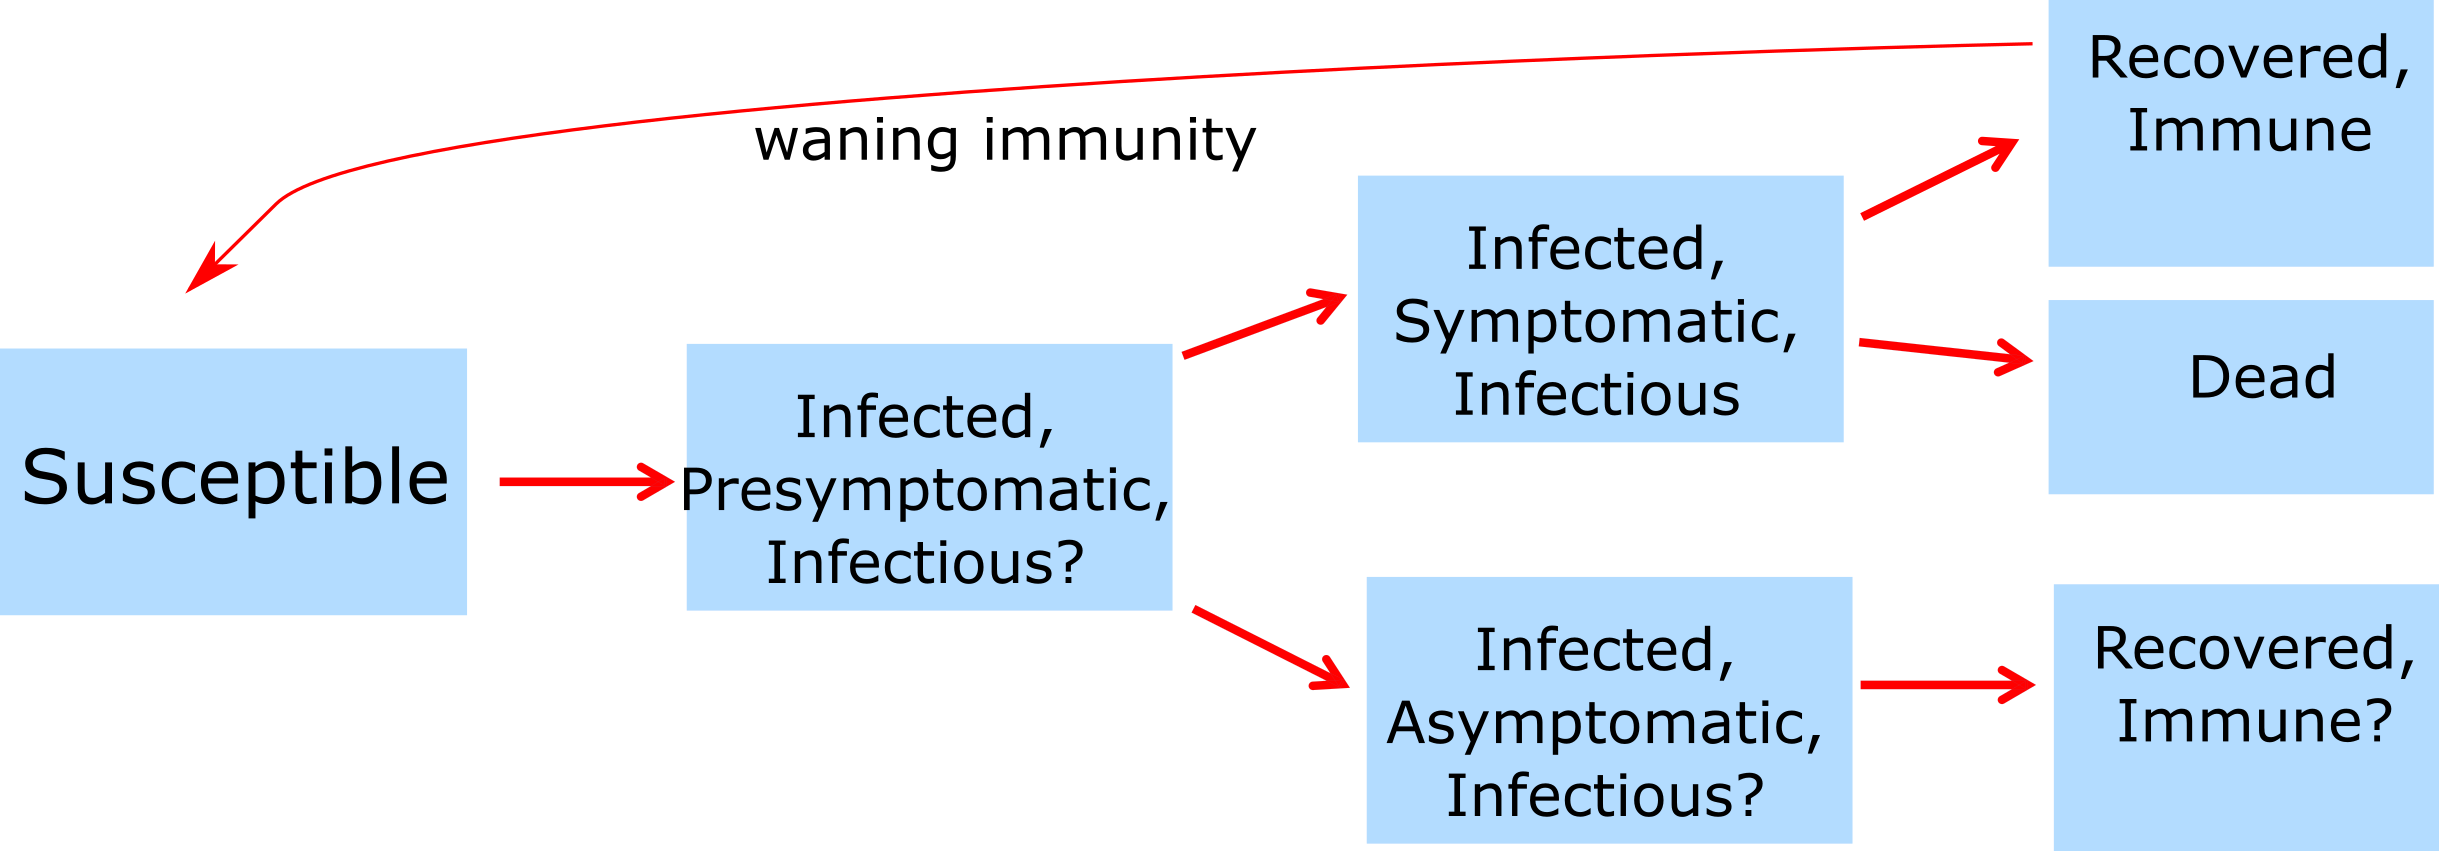 Recovered,
Immune
waning immunity
Infected,
Symptomatic,
Infectious
Dead
Susceptible
Infected,
Presymptomatic,
Infectious?
Infected,
Asymptomatic,
Infectious?
Recovered,
Immune?